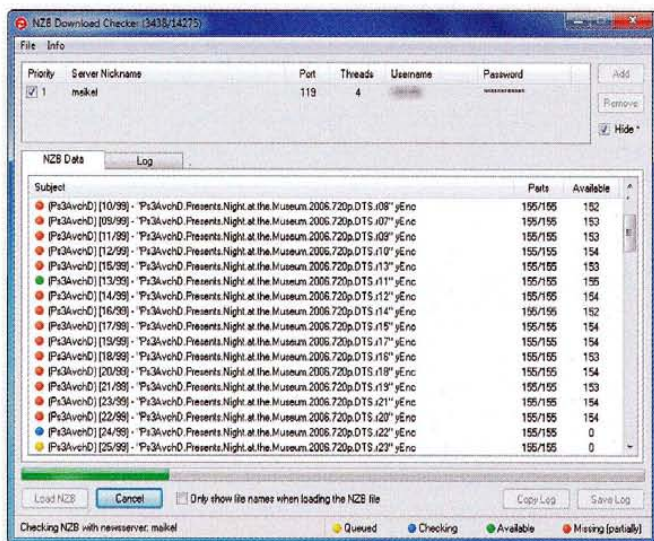 NZB Download Checker (3438/14275)
File Info
Priority Server Nickname Port Threads Username Password
1 maikel 119 4
Add
Remove
Hide *
NZB Data Log
Subject Parts Available
(Ps3AvchD) [10/99] - "Ps3AvchD.Presents.Night.at.the.Museum.2006.720p.DTS.r08" yEnc 155/155 152
(Ps3AvchD) [09/99] - "Ps3AvchD.Presents.Night.at.the.Museum.2006.720p.DTS.r07" yEnc 155/155 153
(Ps3AvchD) [11/99] - "Ps3AvchD.Presents.Night.at.the.Museum.2006.720p.DTS.r09" yEnc 155/155 153
(Ps3AvchD) [12/99] - "Ps3AvchD.Presents.Night.at.the.Museum.2006.720p.DTS.r10" yEnc 155/155 154
(Ps3AvchD) [15/99] - "Ps3AvchD.Presents.Night.at.the.Museum.2006.720p.DTS.r13" yEnc 155/155 153
(Ps3AvchD) [13/99] - "Ps3AvchD.Presents.Night.at.the.Museum.2006.720p.DTS.r11" yEnc 155/155 155
(Ps3AvchD) [14/99] - "Ps3AvchD.Presents.Night.at.the.Museum.2006.720p.DTS.r12" yEnc 155/155 154
(Ps3AvchD) [16/99] - "Ps3AvchD.Presents.Night.at.the.Museum.2006.720p.DTS.r14" yEnc 155/155 152
(Ps3AvchD) [17/99] - "Ps3AvchD.Presents.Night.at.the.Museum.2006.720p.DTS.r15" yEnc 155/155 154
(Ps3AvchD) [19/99] - "Ps3AvchD.Presents.Night.at.the.Museum.2006.720p.DTS.r17" yEnc 155/155 154
(Ps3AvchD) [18/99] - "Ps3AvchD.Presents.Night.at.the.Museum.2006.720p.DTS.r16" yEnc 155/155 153
(Ps3AvchD) [20/99] - "Ps3AvchD.Presents.Night.at.the.Museum.2006.720p.DTS.r18" yEnc 155/155 154
(Ps3AvchD) [21/99] - "Ps3AvchD.Presents.Night.at.the.Museum.2006.720p.DTS.r19" yEnc 155/155 153
(Ps3AvchD) [23/99] - "Ps3AvchD.Presents.Night.at.the.Museum.2006.720p.DTS.r21" yEnc 155/155 154
(Ps3AvchD) [22/99] - "Ps3AvchD.Presents.Night.at.the.Museum.2006.720p.DTS.r20" yEnc 155/155 154
(Ps3AvchD) [24/99] - "Ps3AvchD.Presents.Night.at.the.Museum.2006.720p.DTS.r22" yEnc 155/155 0
(Ps3AvchD) [25/99] - "Ps3AvchD.Presents.Night.at.the.Museum.2006.720p.DTS.r23" yEnc 155/155 0
Load NZB Cancel Only show file names when loading the NZB file Copy Log Save Log
Checking NZB with newsserver: maikel Queued Checking Available Missing (partially)